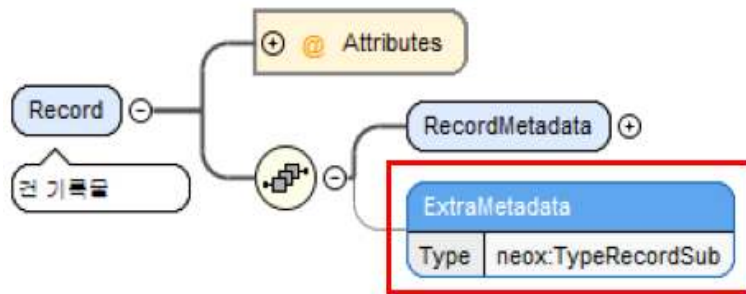 @ Attributes
Record
건 기록물
RecordMetadata
ExtraMetadata
Type neox:TypeRecordSub